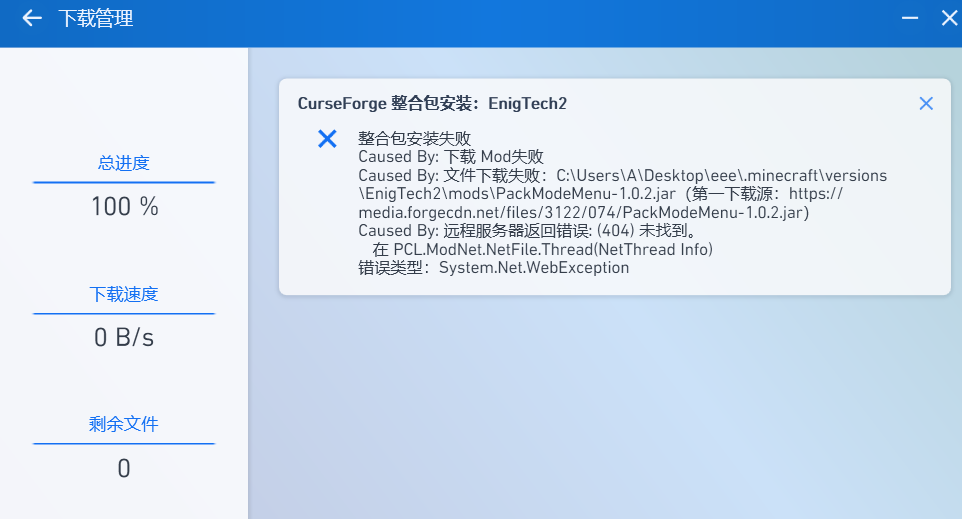 下载管理
总进度
100 %
下载速度
0 B/s
剩余文件
0
CurseForge 整合包安装：EnigTech2
整合包安装失败
Caused By: 下载 Mod失败
Caused By: 文件下载失败：C:\Users\A\Desktop\eee\.minecraft\versions
\EnigTech2\mods\PackModeMenu-1.0.2.jar（第一下载源：https://
media.forgecdn.net/files/3122/074/PackModeMenu-1.0.2.jar）
Caused By: 远程服务器返回错误: (404) 未找到。
在 PCL.ModNet.NetFile.Thread(NetThread Info)
错误类型：System.Net.WebException